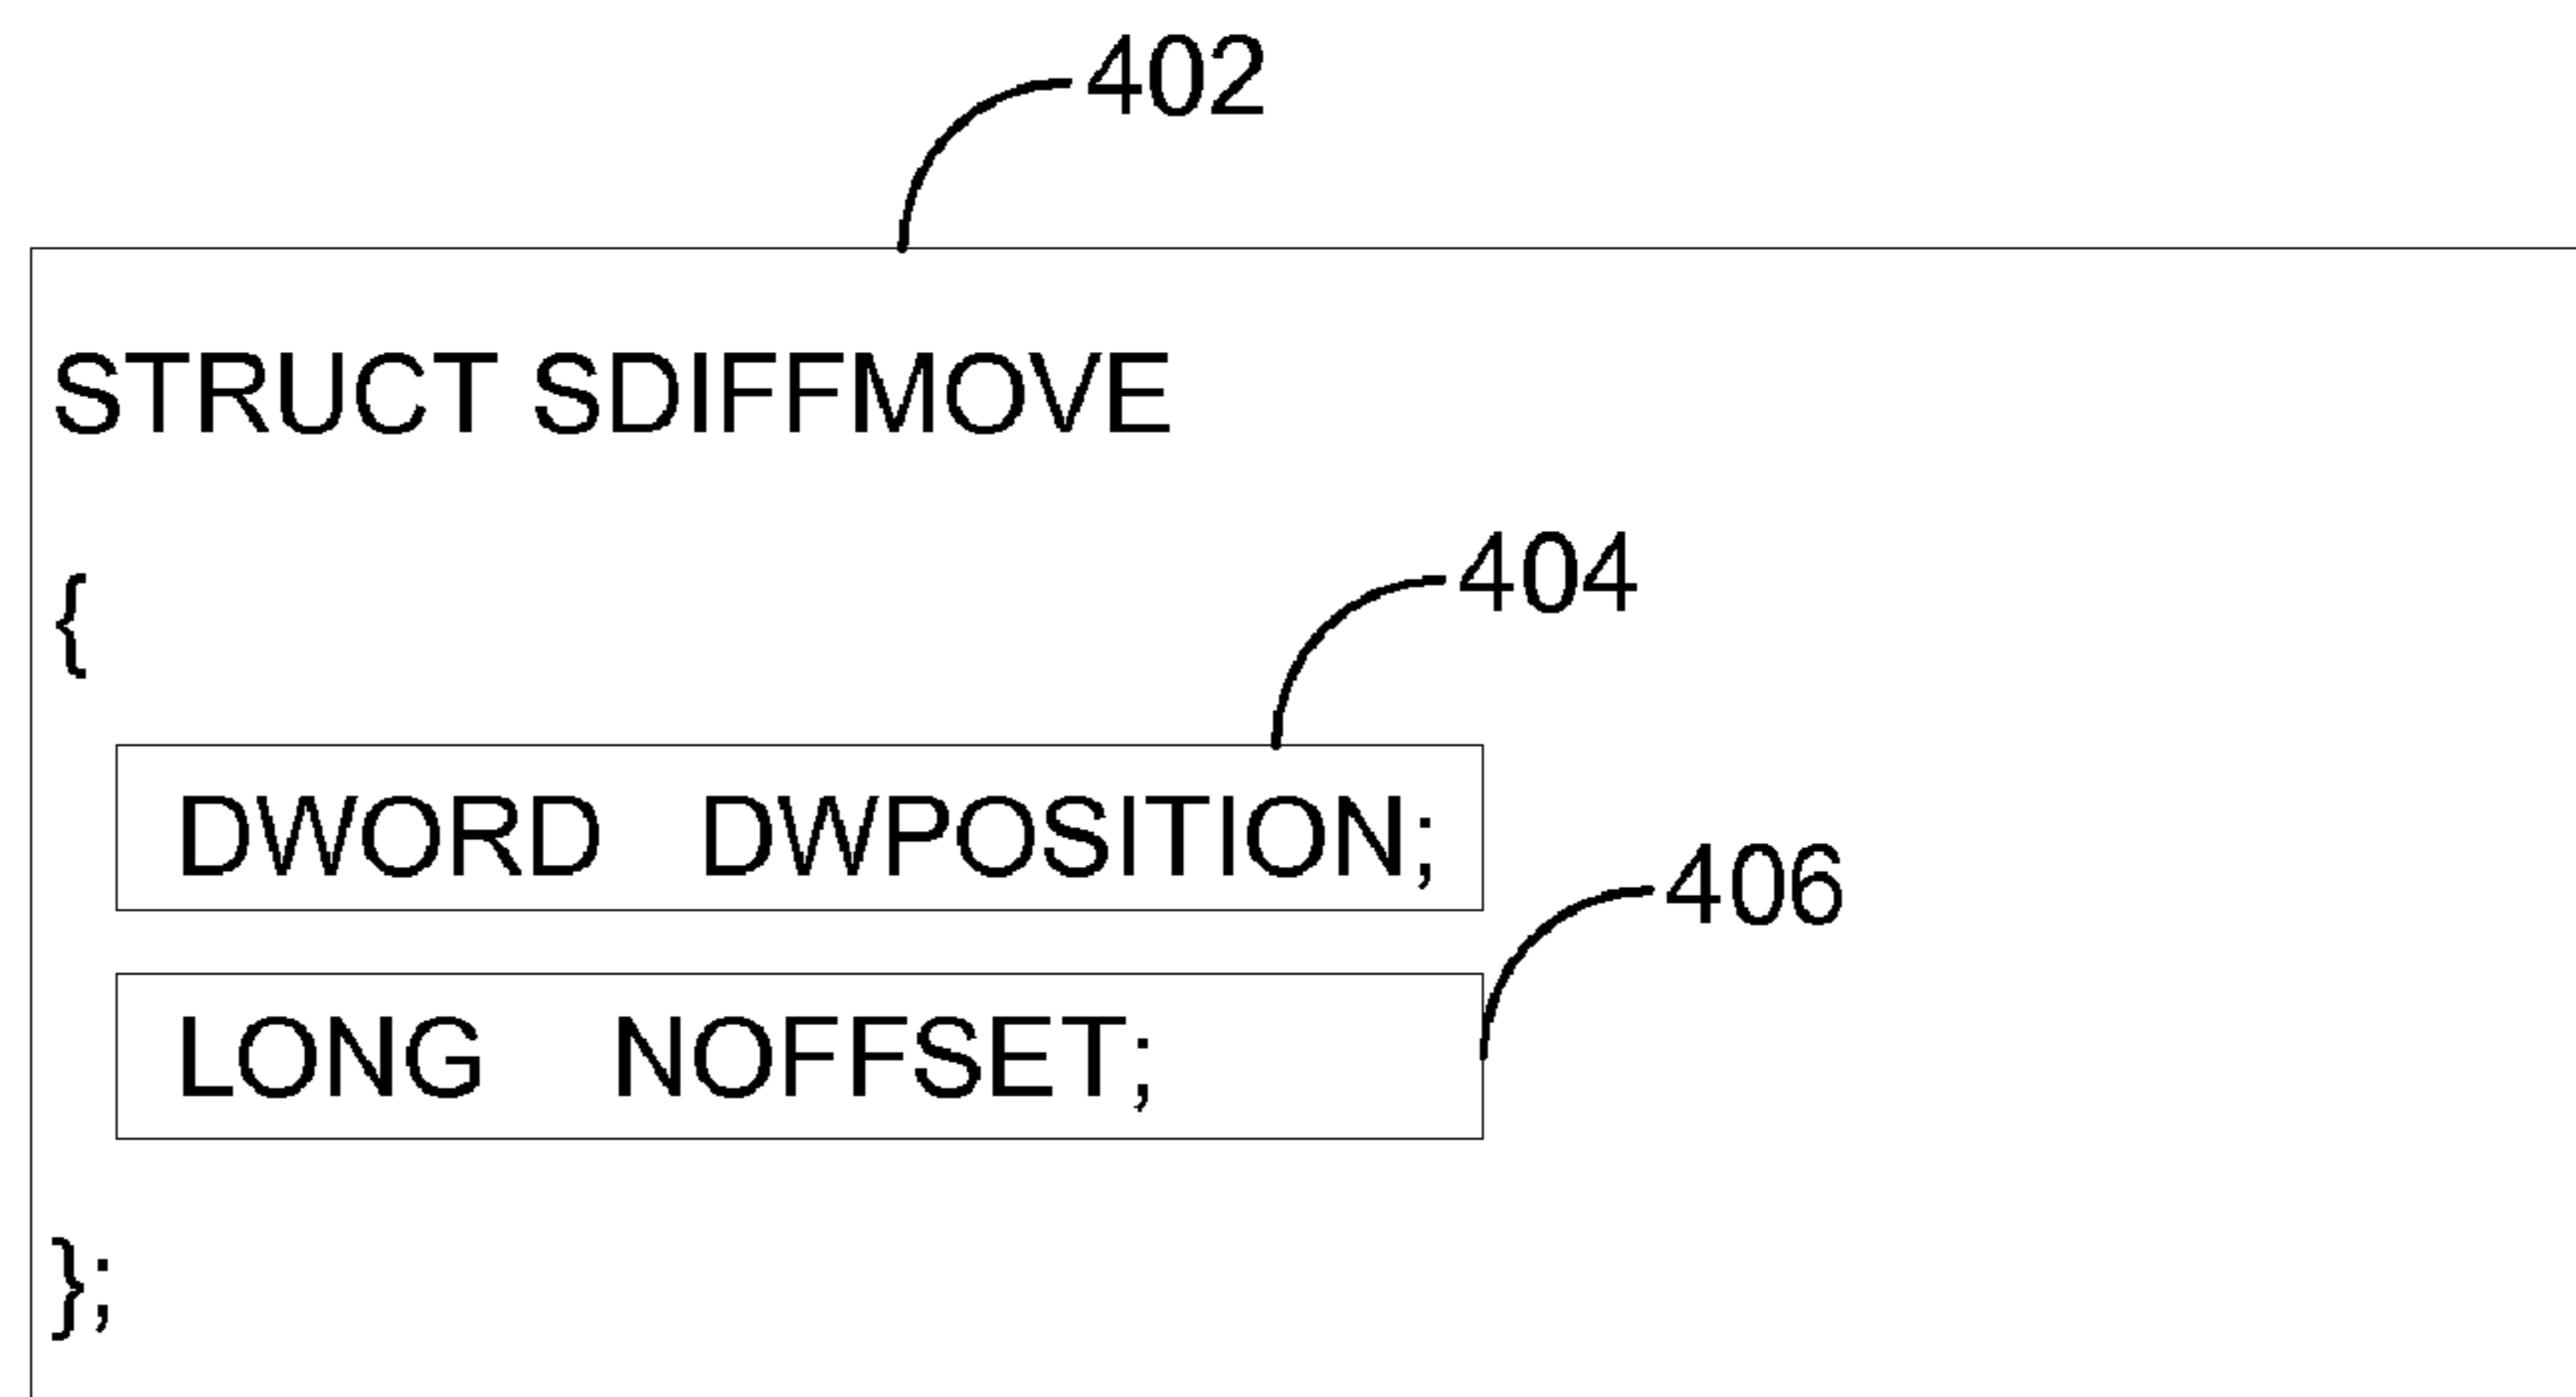 402
STRUCT SDIFFMOVE
{
404
DWORD DWPOSITION;
406
LONG NOFFSET;
};